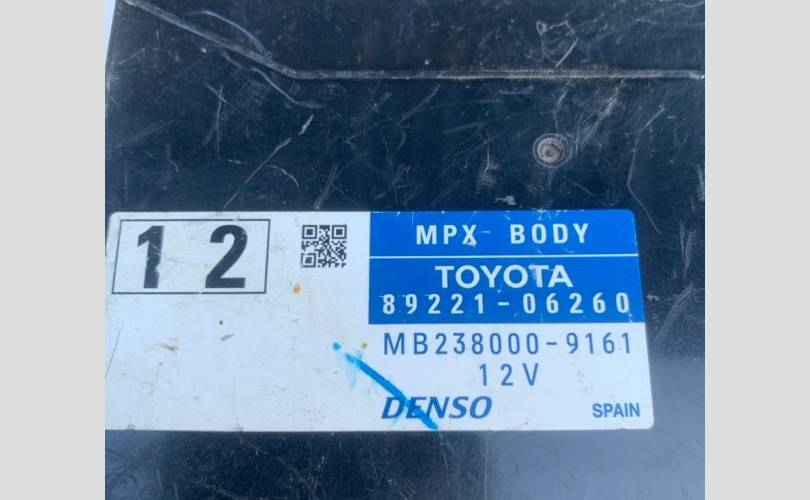 12
MPX BODY
TOYOTA
89221-06260
MB238000-9161
12V
DENSO
SPAIN